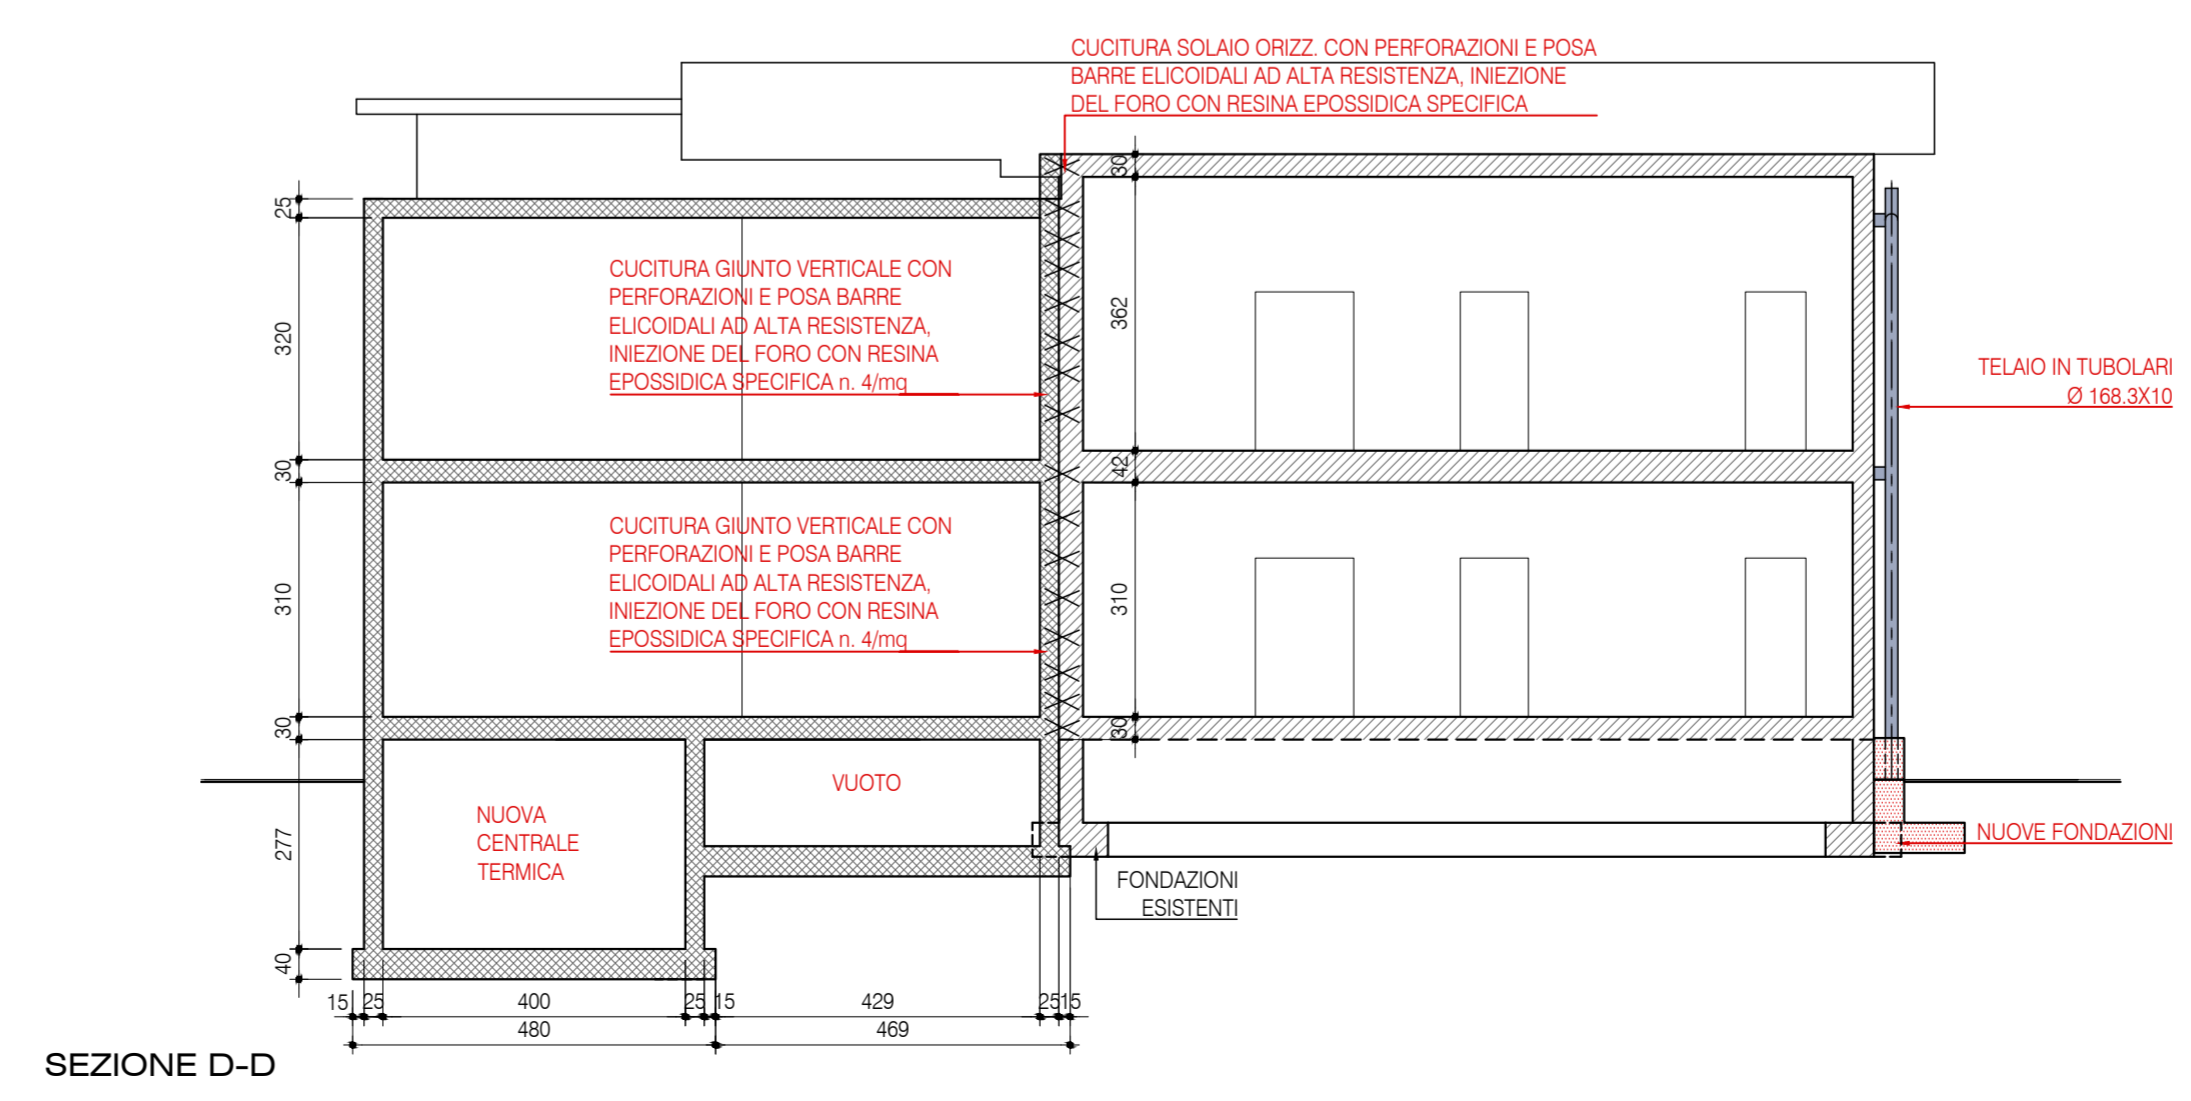 CUCITURA SOLAIO ORIZZ. CON PERFORAZIONI E POSA
BARRE ELICOIDALI AD ALTA RESISTENZA, INIEZIONE
DEL FORO CON RESINA EPOSSIDICA SPECIFICA
30
25
CUCITURA GIUNTO VERTICALE CON
PERFORAZIONI E POSA BARRE
ELICOIDALI AD ALTA RESISTENZA,
INIEZIONE DEL FORO CON RESINA
EPOSSIDICA SPECIFICA n. 4/mq
320
362
TELAIO IN TUBOLARI
Ø 168.3X10
30
42
CUCITURA GIUNTO VERTICALE CON
PERFORAZIONI E POSA BARRE
ELICOIDALI AD ALTA RESISTENZA,
INIEZIONE DEL FORO CON RESINA
EPOSSIDICA SPECIFICA n. 4/mq
310
310
30
30
VUOTO
NUOVA
CENTRALE
TERMICA
277
NUOVE FONDAZIONI
FONDAZIONI
ESISTENTI
40
15 25 400 25 15 429 25 15
480 469
SEZIONE D-D